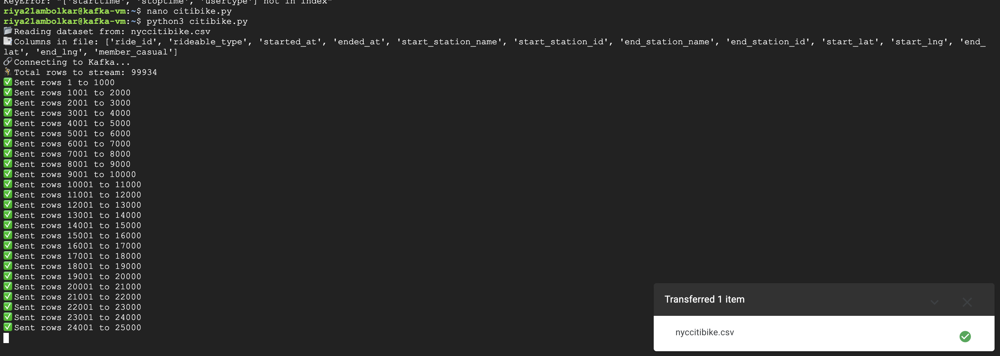 KeyError: "['starttime', 'stoptime', 'usertype'] not in index"
riya21ambolkar@kafka-vm:~$ nano citibike.py
riya21ambolkar@kafka-vm:~$ python3 citibike.py
📂Reading dataset from: nyccitibike.csv
📑Columns in file: ['ride_id', 'rideable_type', 'started_at', 'ended_at', 'start_station_name', 'start_station_id', 'end_station_name', 'end_station_id', 'start_lat', 'start_lng', 'end_
lat', 'end_lng', 'member_casual']
🔗Connecting to Kafka...
🚴Total rows to stream: 99934
✅Sent rows 1 to 1000
✅Sent rows 1001 to 2000
✅Sent rows 2001 to 3000
✅Sent rows 3001 to 4000
✅Sent rows 4001 to 5000
✅Sent rows 5001 to 6000
✅Sent rows 6001 to 7000
✅Sent rows 7001 to 8000
✅Sent rows 8001 to 9000
✅Sent rows 9001 to 10000
✅Sent rows 10001 to 11000
✅Sent rows 11001 to 12000
✅Sent rows 12001 to 13000
✅Sent rows 13001 to 14000
✅Sent rows 14001 to 15000
✅Sent rows 15001 to 16000
✅Sent rows 16001 to 17000
✅Sent rows 17001 to 18000
✅Sent rows 18001 to 19000
✅Sent rows 19001 to 20000
✅Sent rows 20001 to 21000
✅Sent rows 21001 to 22000
✅Sent rows 22001 to 23000
✅Sent rows 23001 to 24000
✅Sent rows 24001 to 25000
Transferred 1 item
nyccitibike.csv